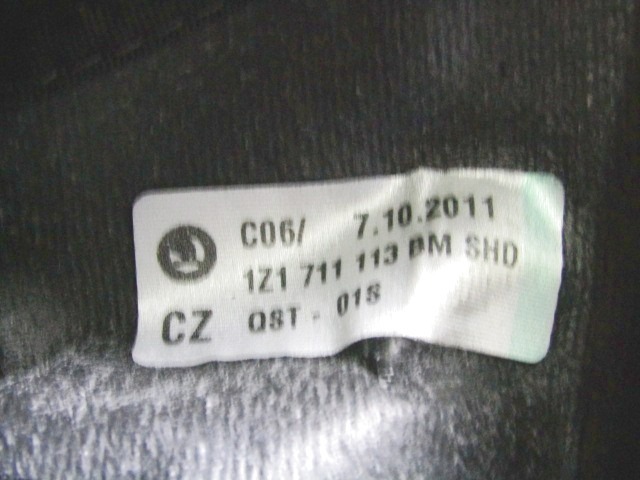 C06/ 7.10.2011
1Z1 711 113 BM SHD
CZ QST - 01S